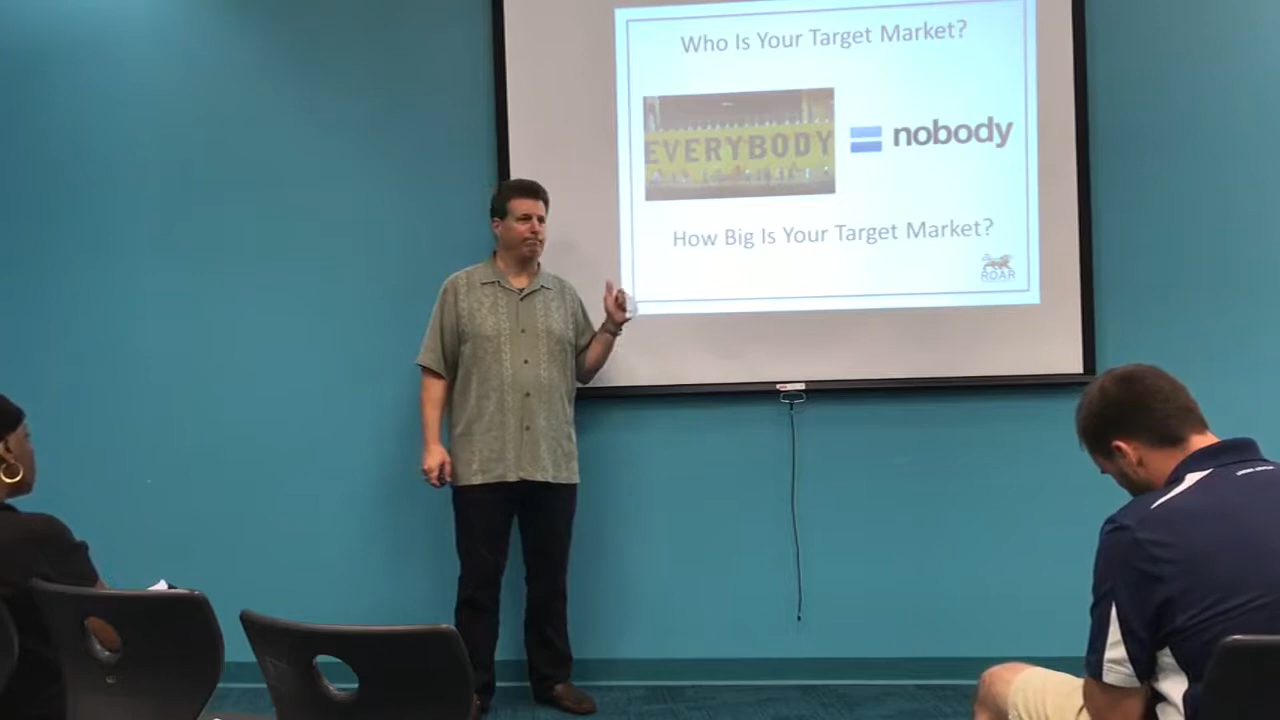 Who Is Your Target Market?
EVERYBODY
nobody
How Big Is Your Target Market?
ROAR